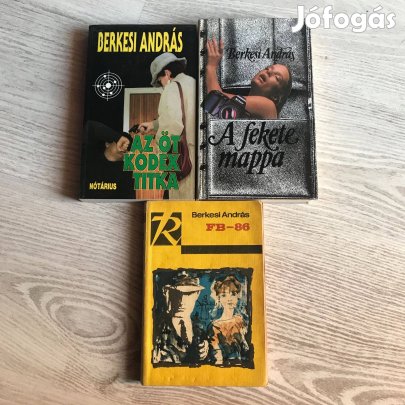 Jófogás
BERKESI ANDRÁS
AZ ÖT
KÓDEX
TITKA
NÓTÁRIUS
Berkesi András
A fekete
mappa
Berkesi András
FB-86